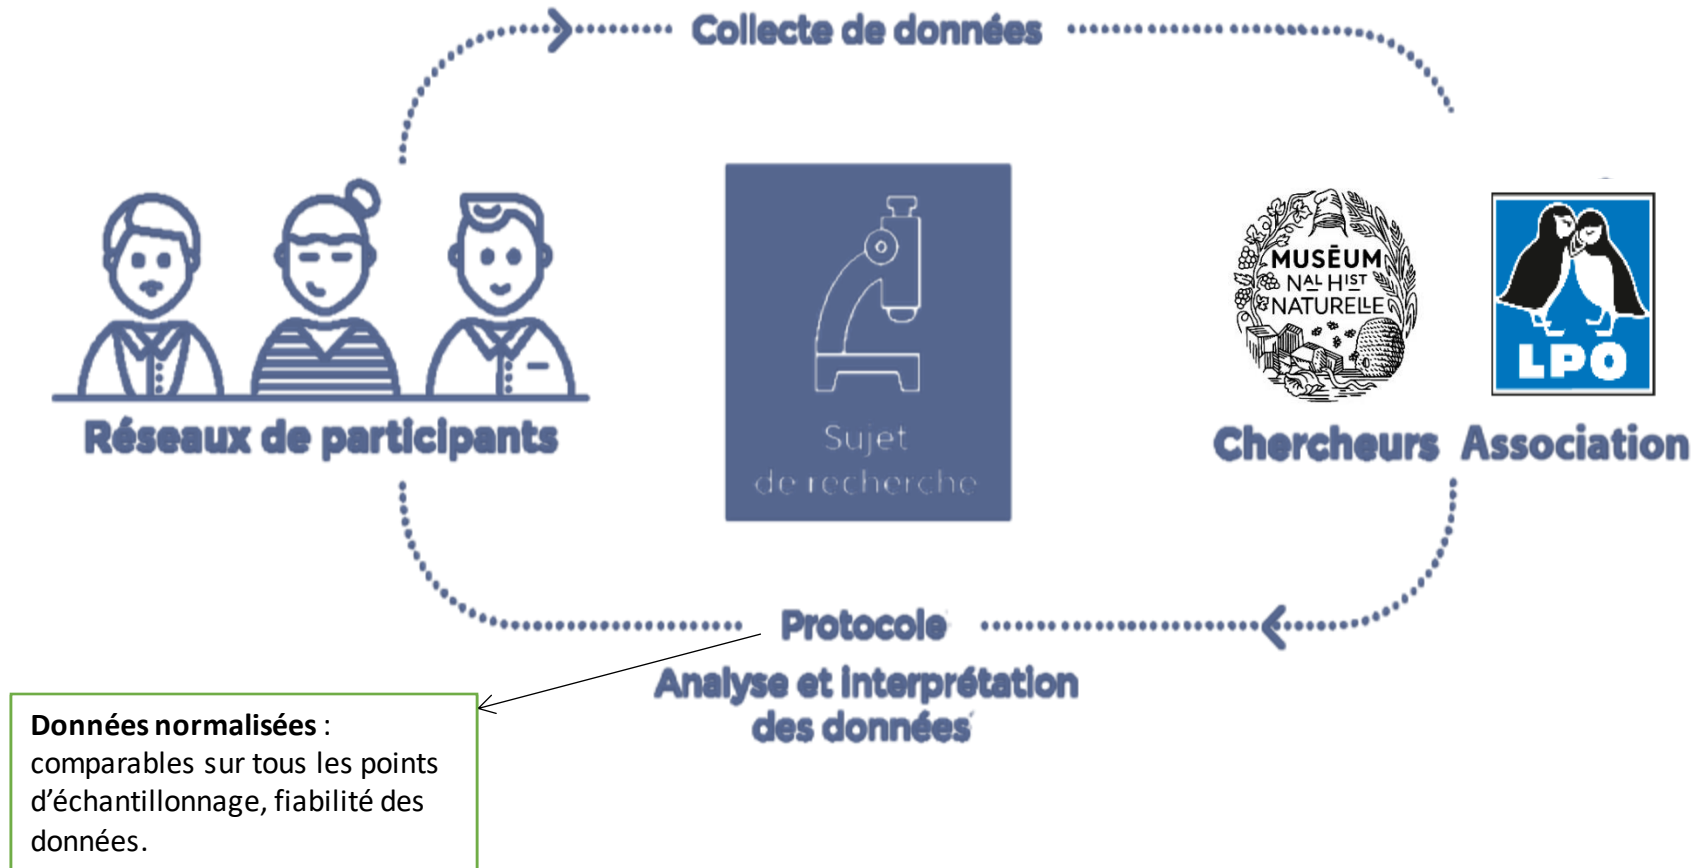 Collecte de données
MUSĒUM
NAL HIST
NATURELLE
LPO
Réseaux de participants
Sujet
de recherche
Chercheurs Association
Protocole
Analyse et interprétation
des données
Données normalisées :
comparables sur tous les points
d’échantillonnage, fiabilité des
données.